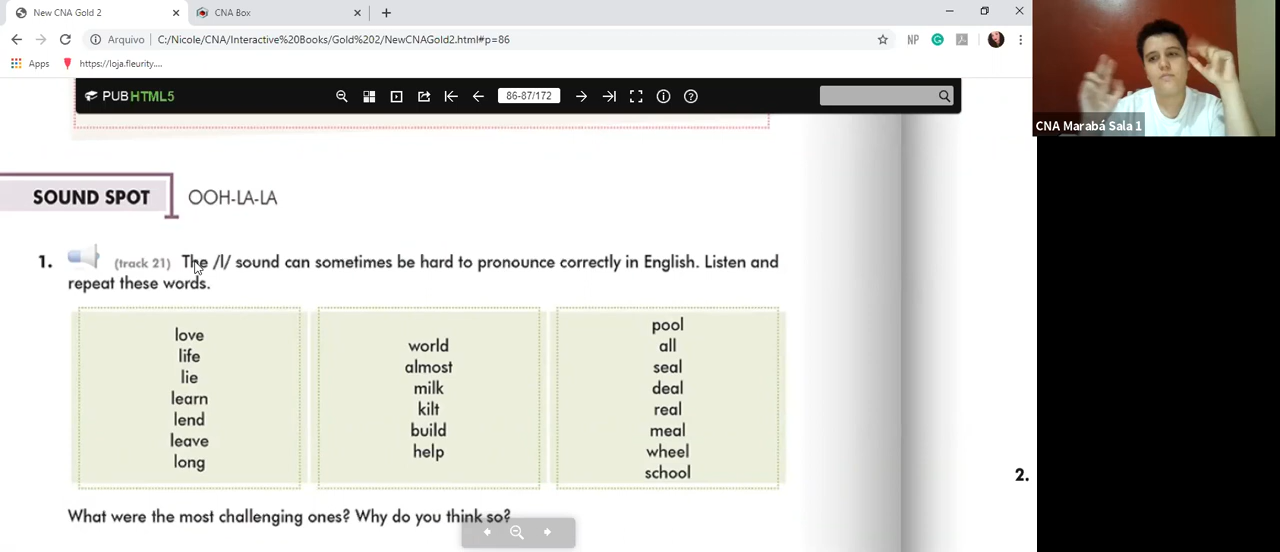 New CNA Gold 2
CNA Box
Arquivo
C:/Nicole/CNA/Interactive%20Books/Gold%202/NewCNAGold2.html#p=86
NP
Apps
https://loja.fleurity....
PUBHTML5
86-87/172
CNA Marabá Sala 1
SOUND SPOT OOH-LA-LA
1. (track 21) The /l/ sound can sometimes be hard to pronounce correctly in English. Listen and
repeat these words.
love
life
lie
learn
lend
leave
long
world
almost
milk
kilt
build
help
pool
all
seal
deal
real
meal
wheel
school
2.
What were the most challenging ones? Why do you think so?